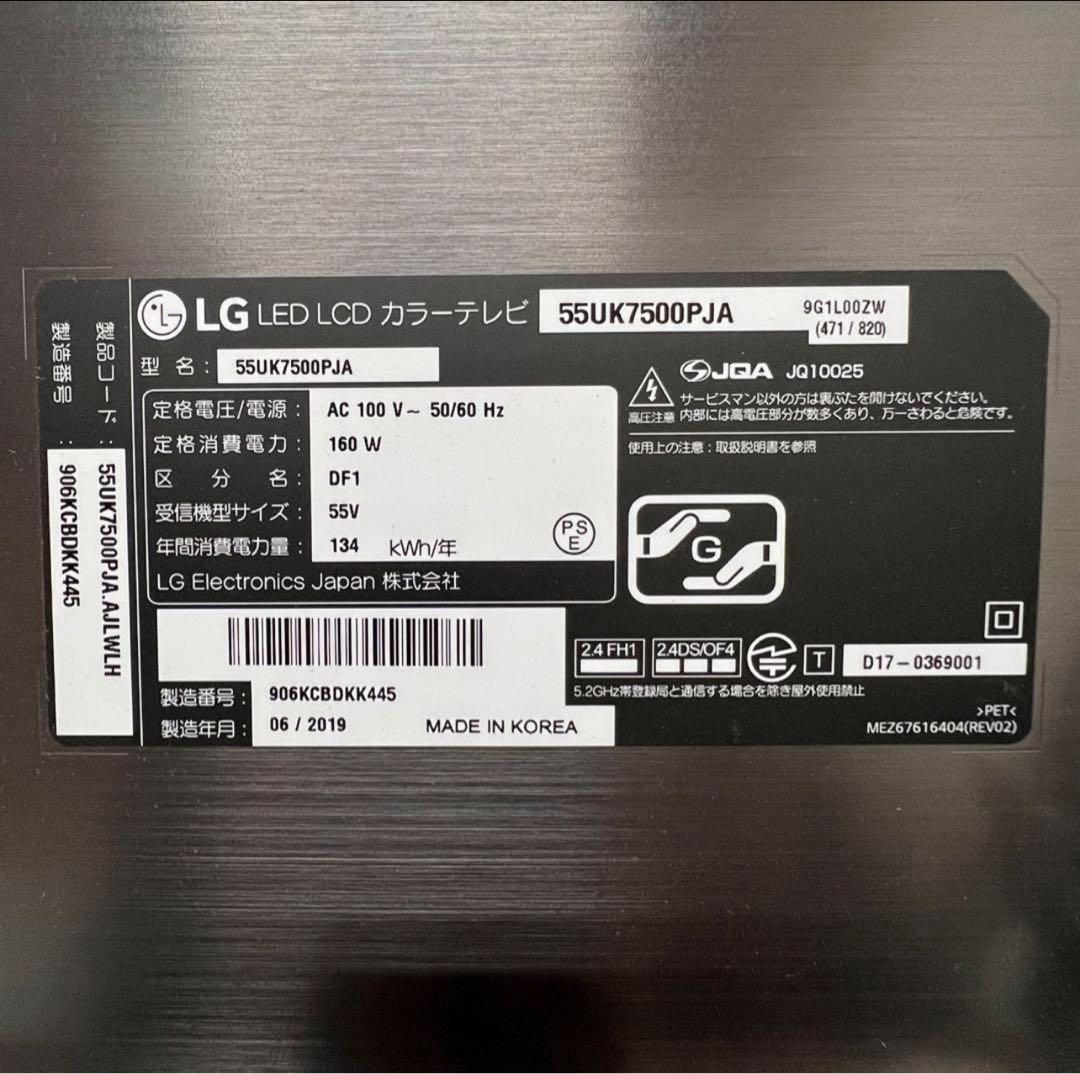 LG LED LCD カラーテレビ 55UK7500PJA 9G1L00ZW
(471 / 820)
型 名: 55UK7500PJA
定格電圧/電源: AC 100 V~ 50/60 Hz
定格消費電力: 160 W
区 分 名: DF1
受信機型サイズ: 55V
年間消費電力量: 134 kWh/年
PS
E
LG Electronics Japan 株式会社
JQA JQ10025
サービスマン以外の方は裏ぶたを開けないでください。
高圧注意 内部には高電圧部分が数多くあり、万一さわると危険です。
使用上の注意:取扱説明書を参照
G
2.4 FH1 2.4DS/OF4 T D17-0369001
5.2GHz帯登録局と通信する場合を除き屋外使用禁止
>PET<
MEZ67616404(REV02)
製造番号: 906KCBDKK445
製造年月: 06 / 2019 MADE IN KOREA
製品コード: 55UK7500PJA.AJLWLH
製造番号: 906KCBDKK445